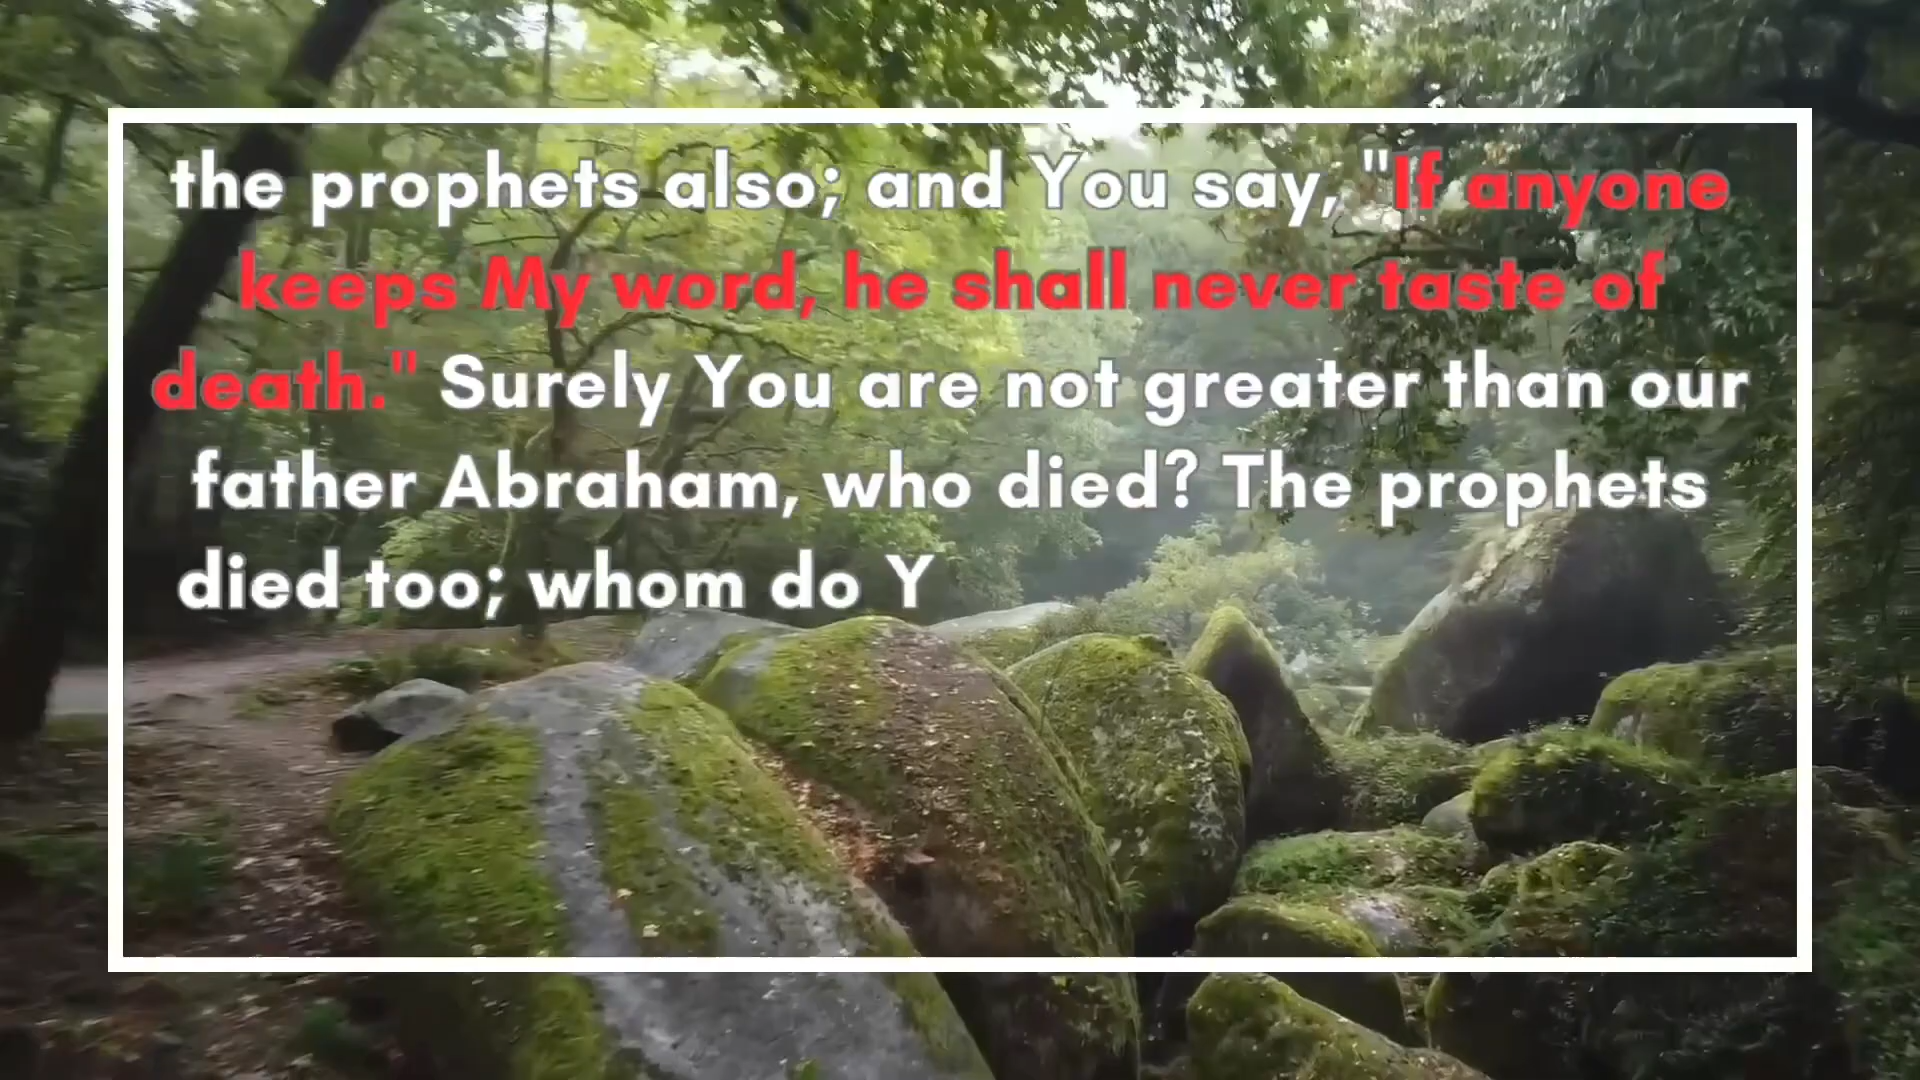 the prophets also; and You say, "If anyone
keeps My word, he shall never taste of
death." Surely You are not greater than our
father Abraham, who died? The prophets
died too; whom do Y